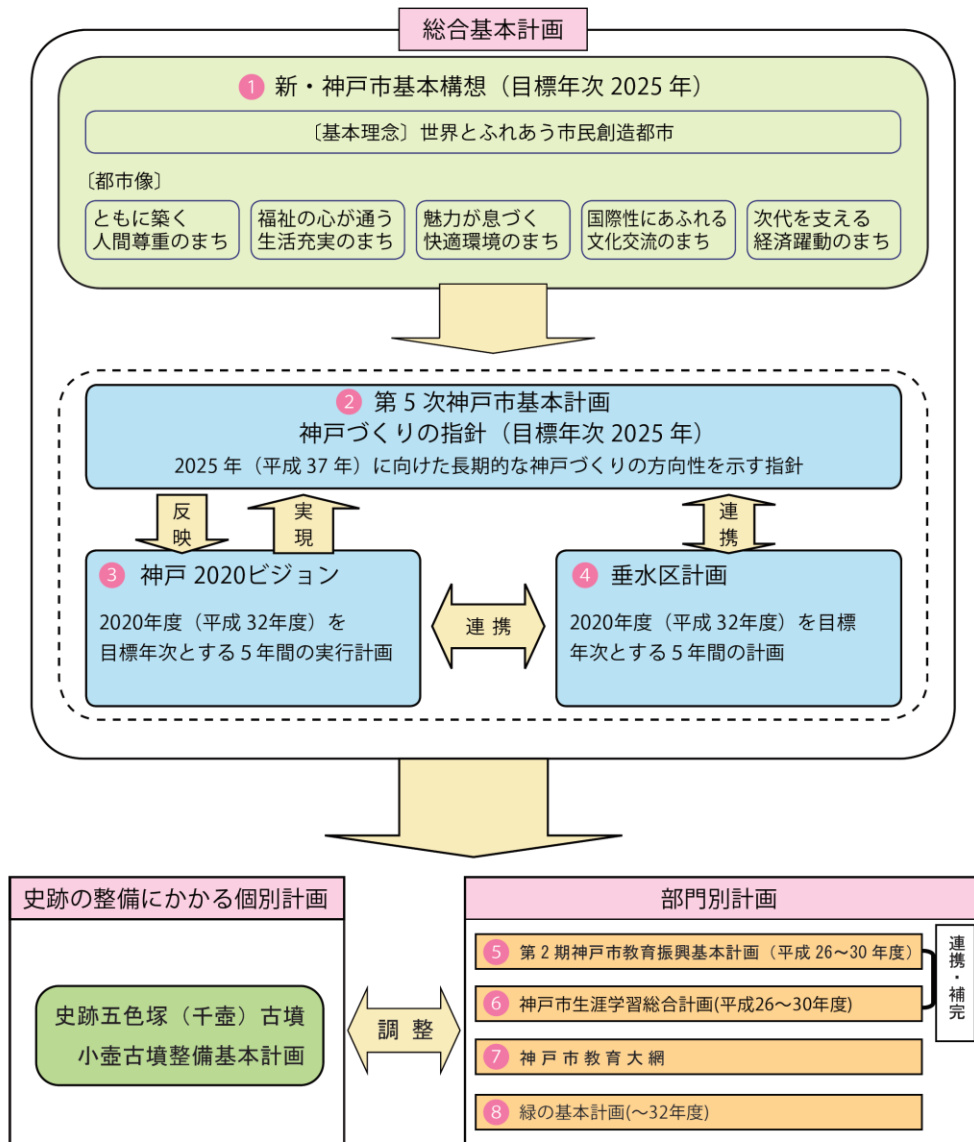 総合基本計画
1 新・神戸市基本構想（目標年次 2025 年）
〔基本理念〕世界とふれあう市民創造都市
〔都市像〕
ともに築く
人間尊重のまち
福祉の心が通う
生活充実のまち
魅力が息づく
快適環境のまち
国際性にあふれる
文化交流のまち
次代を支える
経済躍動のまち
2 第 5 次神戸市基本計画
神戸づくりの指針（目標年次 2025 年）
2025 年（平成 37 年）に向けた長期的な神戸づくりの方向性を示す指針
反映
実現
連携
3 神戸 2020ビジョン
2020年度（平成 32年度）を
目標年次とする 5 年間の実行計画
連 携
4 垂水区計画
2020年度（平成 32年度）を目標
年次とする 5 年間の計画
史跡の整備にかかる個別計画
史跡五色塚（千壺）古墳
小壺古墳整備基本計画
調 整
部門別計画
5 第 2 期神戸市教育振興基本計画（平成 26～30 年度）
6 神戸市生涯学習総合計画(平成26～30年度)
連携・補完
7 神 戸 市 教 育 大 綱
8 緑の基本計画(～32年度)